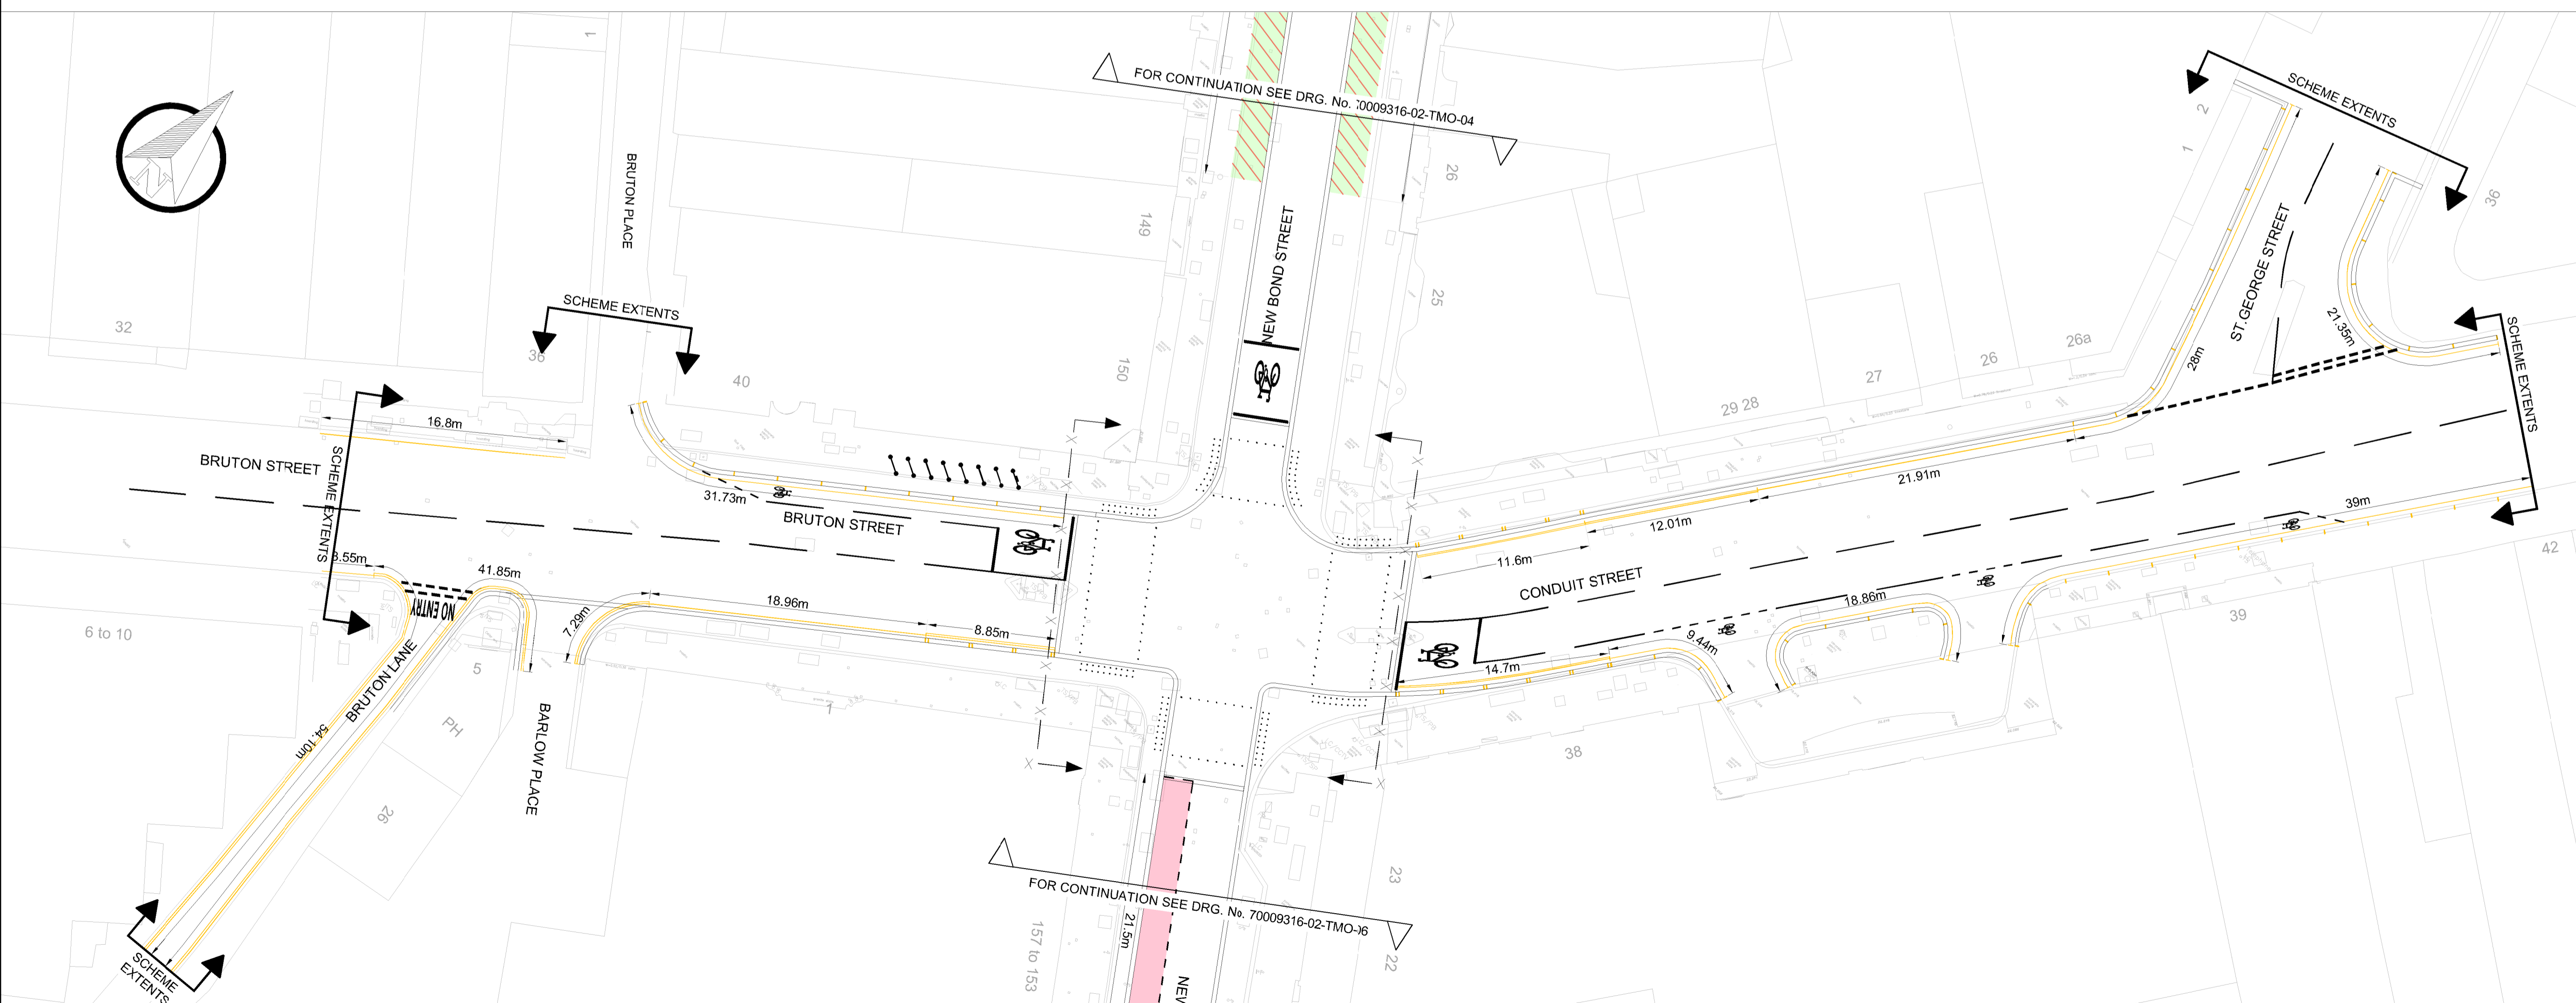 FOR CONTINUATION SEE DRG. No. 70009316-02-TMO-04
SCHEME EXTENTS
1
BRUTON PLACE
149
26
2
1
36
NEW BOND STREET
ST.GEORGE STREET
SCHEME EXTENTS
25
32
36
40
150
21.35m
SCHEME EXTENTS
26a
26
27
29 28
28m
16.8m
BRUTON STREET
SCHEME EXTENTS
31.73m
BRUTON STREET
21.91m
12.01m
39m
11.6m
42
CONDUIT STREET
3.55m
41.85m
NO ENTRY
18.96m
7.29m
8.85m
18.86m
9.44m
14.7m
39
6 to 10
BRUTON LANE
5
PH
BARLOW PLACE
1
38
54.10m
26
23
FOR CONTINUATION SEE DRG. No. 70009316-02-TMO-06
21.5m
157 to 153
22
NEW
SCHEME
EXTENTS
N
X
X
X
X
X
X
X
X
X
X
X
X